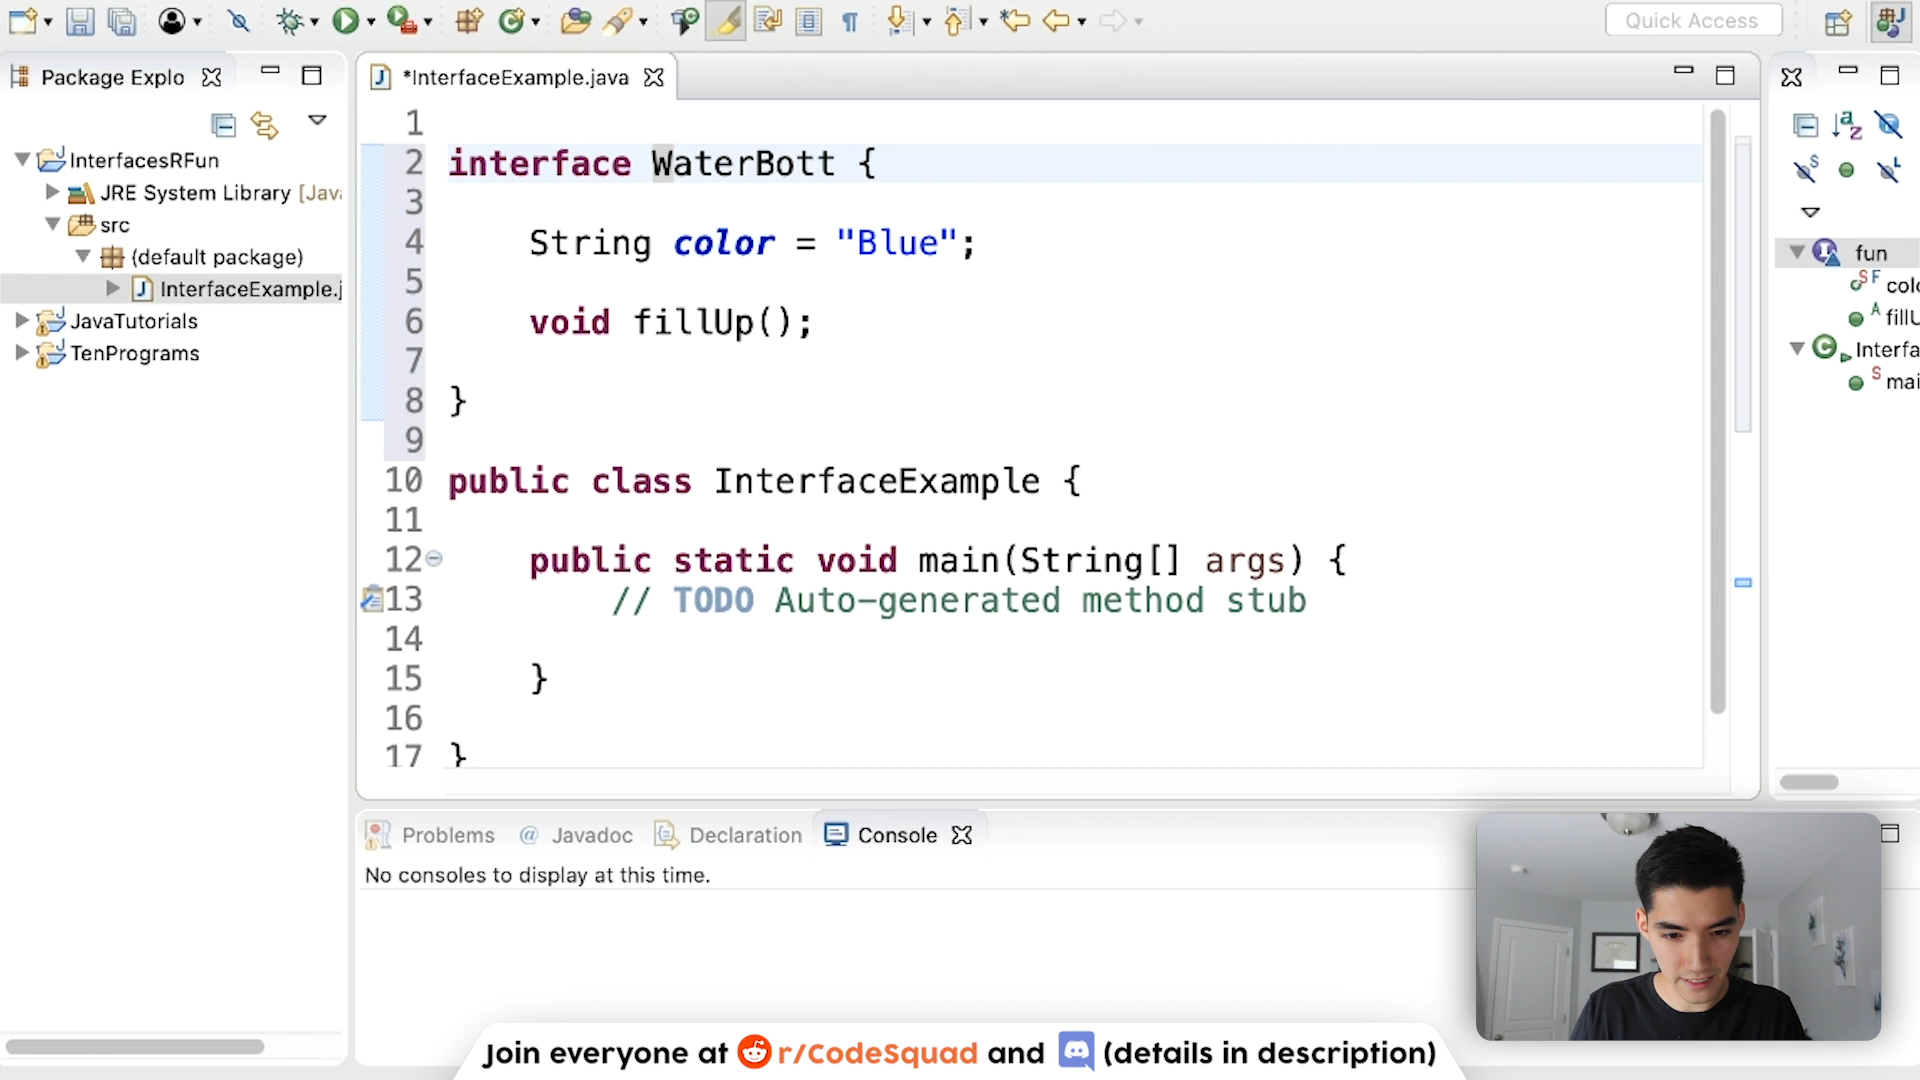 Quick Access
Package Explo
*InterfaceExample.java
InterfacesRFun
JRE System Library [Java
src
(default package)
InterfaceExample.j
JavaTutorials
TenPrograms
1
2 interface WaterBott {
3
4 String color = "Blue";
5
6 void fillUp();
7
8 }
9
10 public class InterfaceExample {
11
12 public static void main(String[] args) {
13 // TODO Auto-generated method stub
14
15 }
16
17 }
fun
colo
fillU
Interfa
mai
Problems @ Javadoc Declaration Console
No consoles to display at this time.
Join everyone at r/CodeSquad and (details in description)